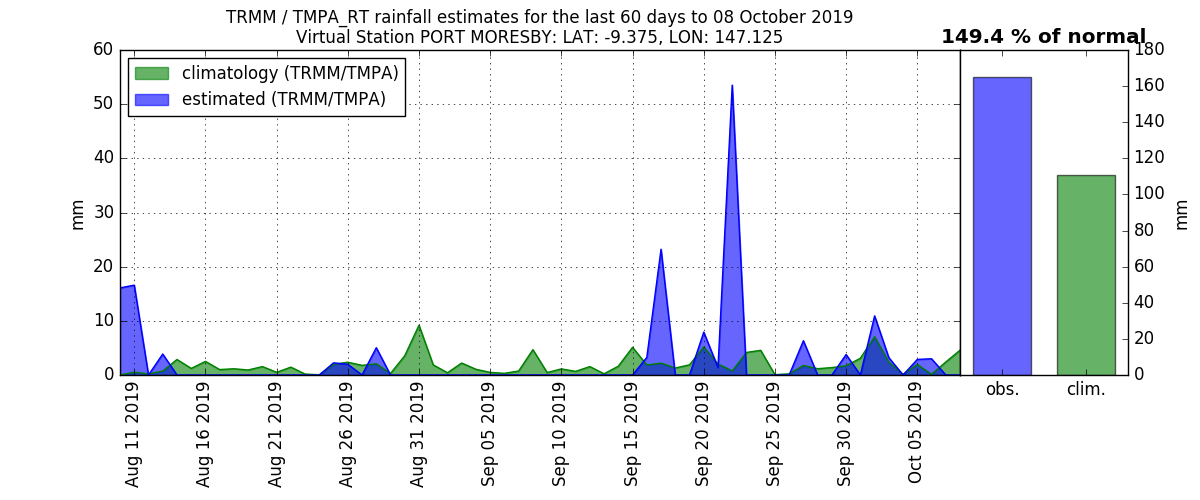 TRMM / TMPA_RT rainfall estimates for the last 60 days to 08 October 2019
Virtual Station PORT MORESBY: LAT: -9.375, LON: 147.125
149.4 % of normal
climatology (TRMM/TMPA)
estimated (TRMM/TMPA)
mm
60
50
40
30
20
10
0
Aug 11 2019
Aug 16 2019
Aug 21 2019
Aug 26 2019
Aug 31 2019
Sep 05 2019
Sep 10 2019
Sep 15 2019
Sep 20 2019
Sep 25 2019
Sep 30 2019
Oct 05 2019
obs.
clim.
180
160
140
120
100
80
60
40
20
0
mm